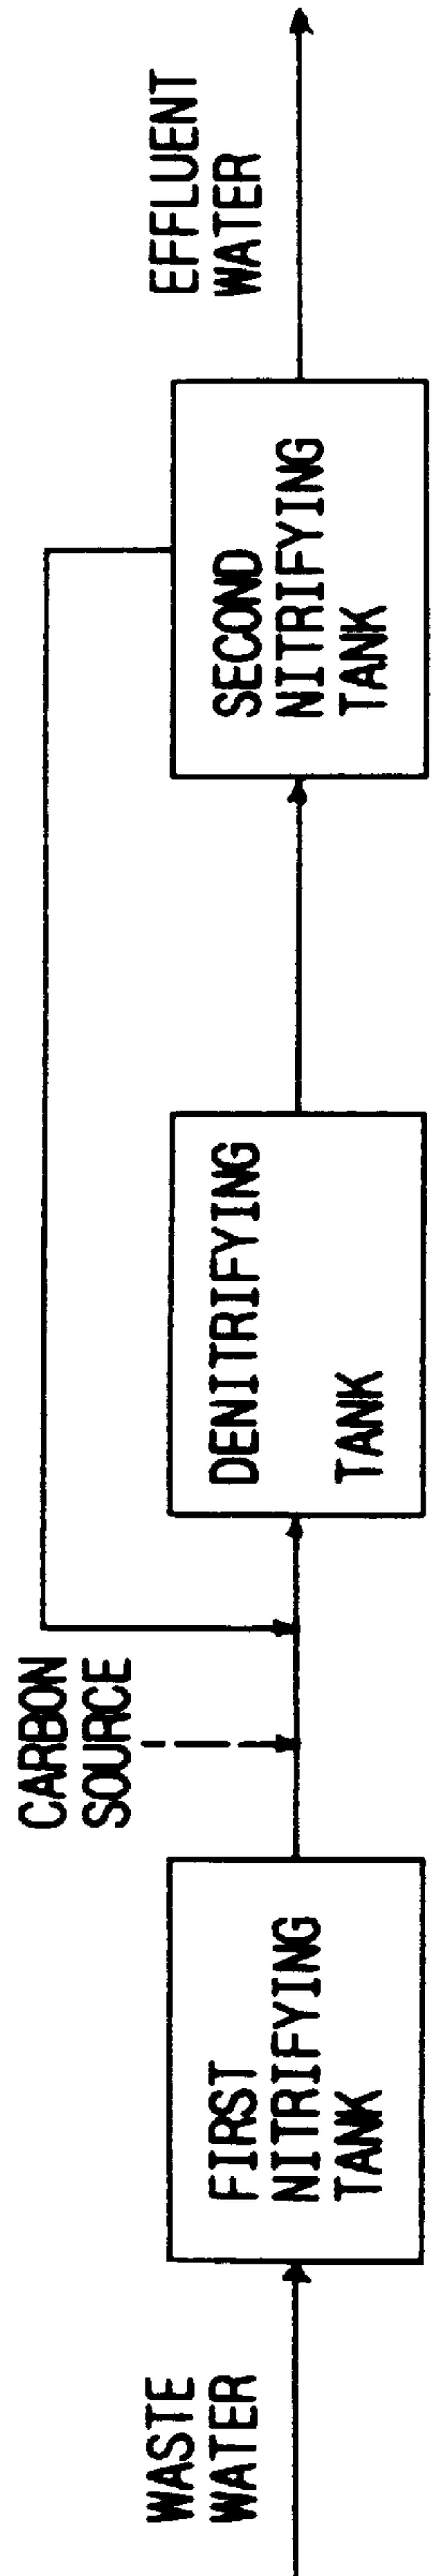 WASTE
WATER
FIRST
NITRIFYING
TANK
CARBON
SOURCE
DENITRIFYING
TANK
SECOND
NITRIFYING
TANK
EFFLUENT
WATER